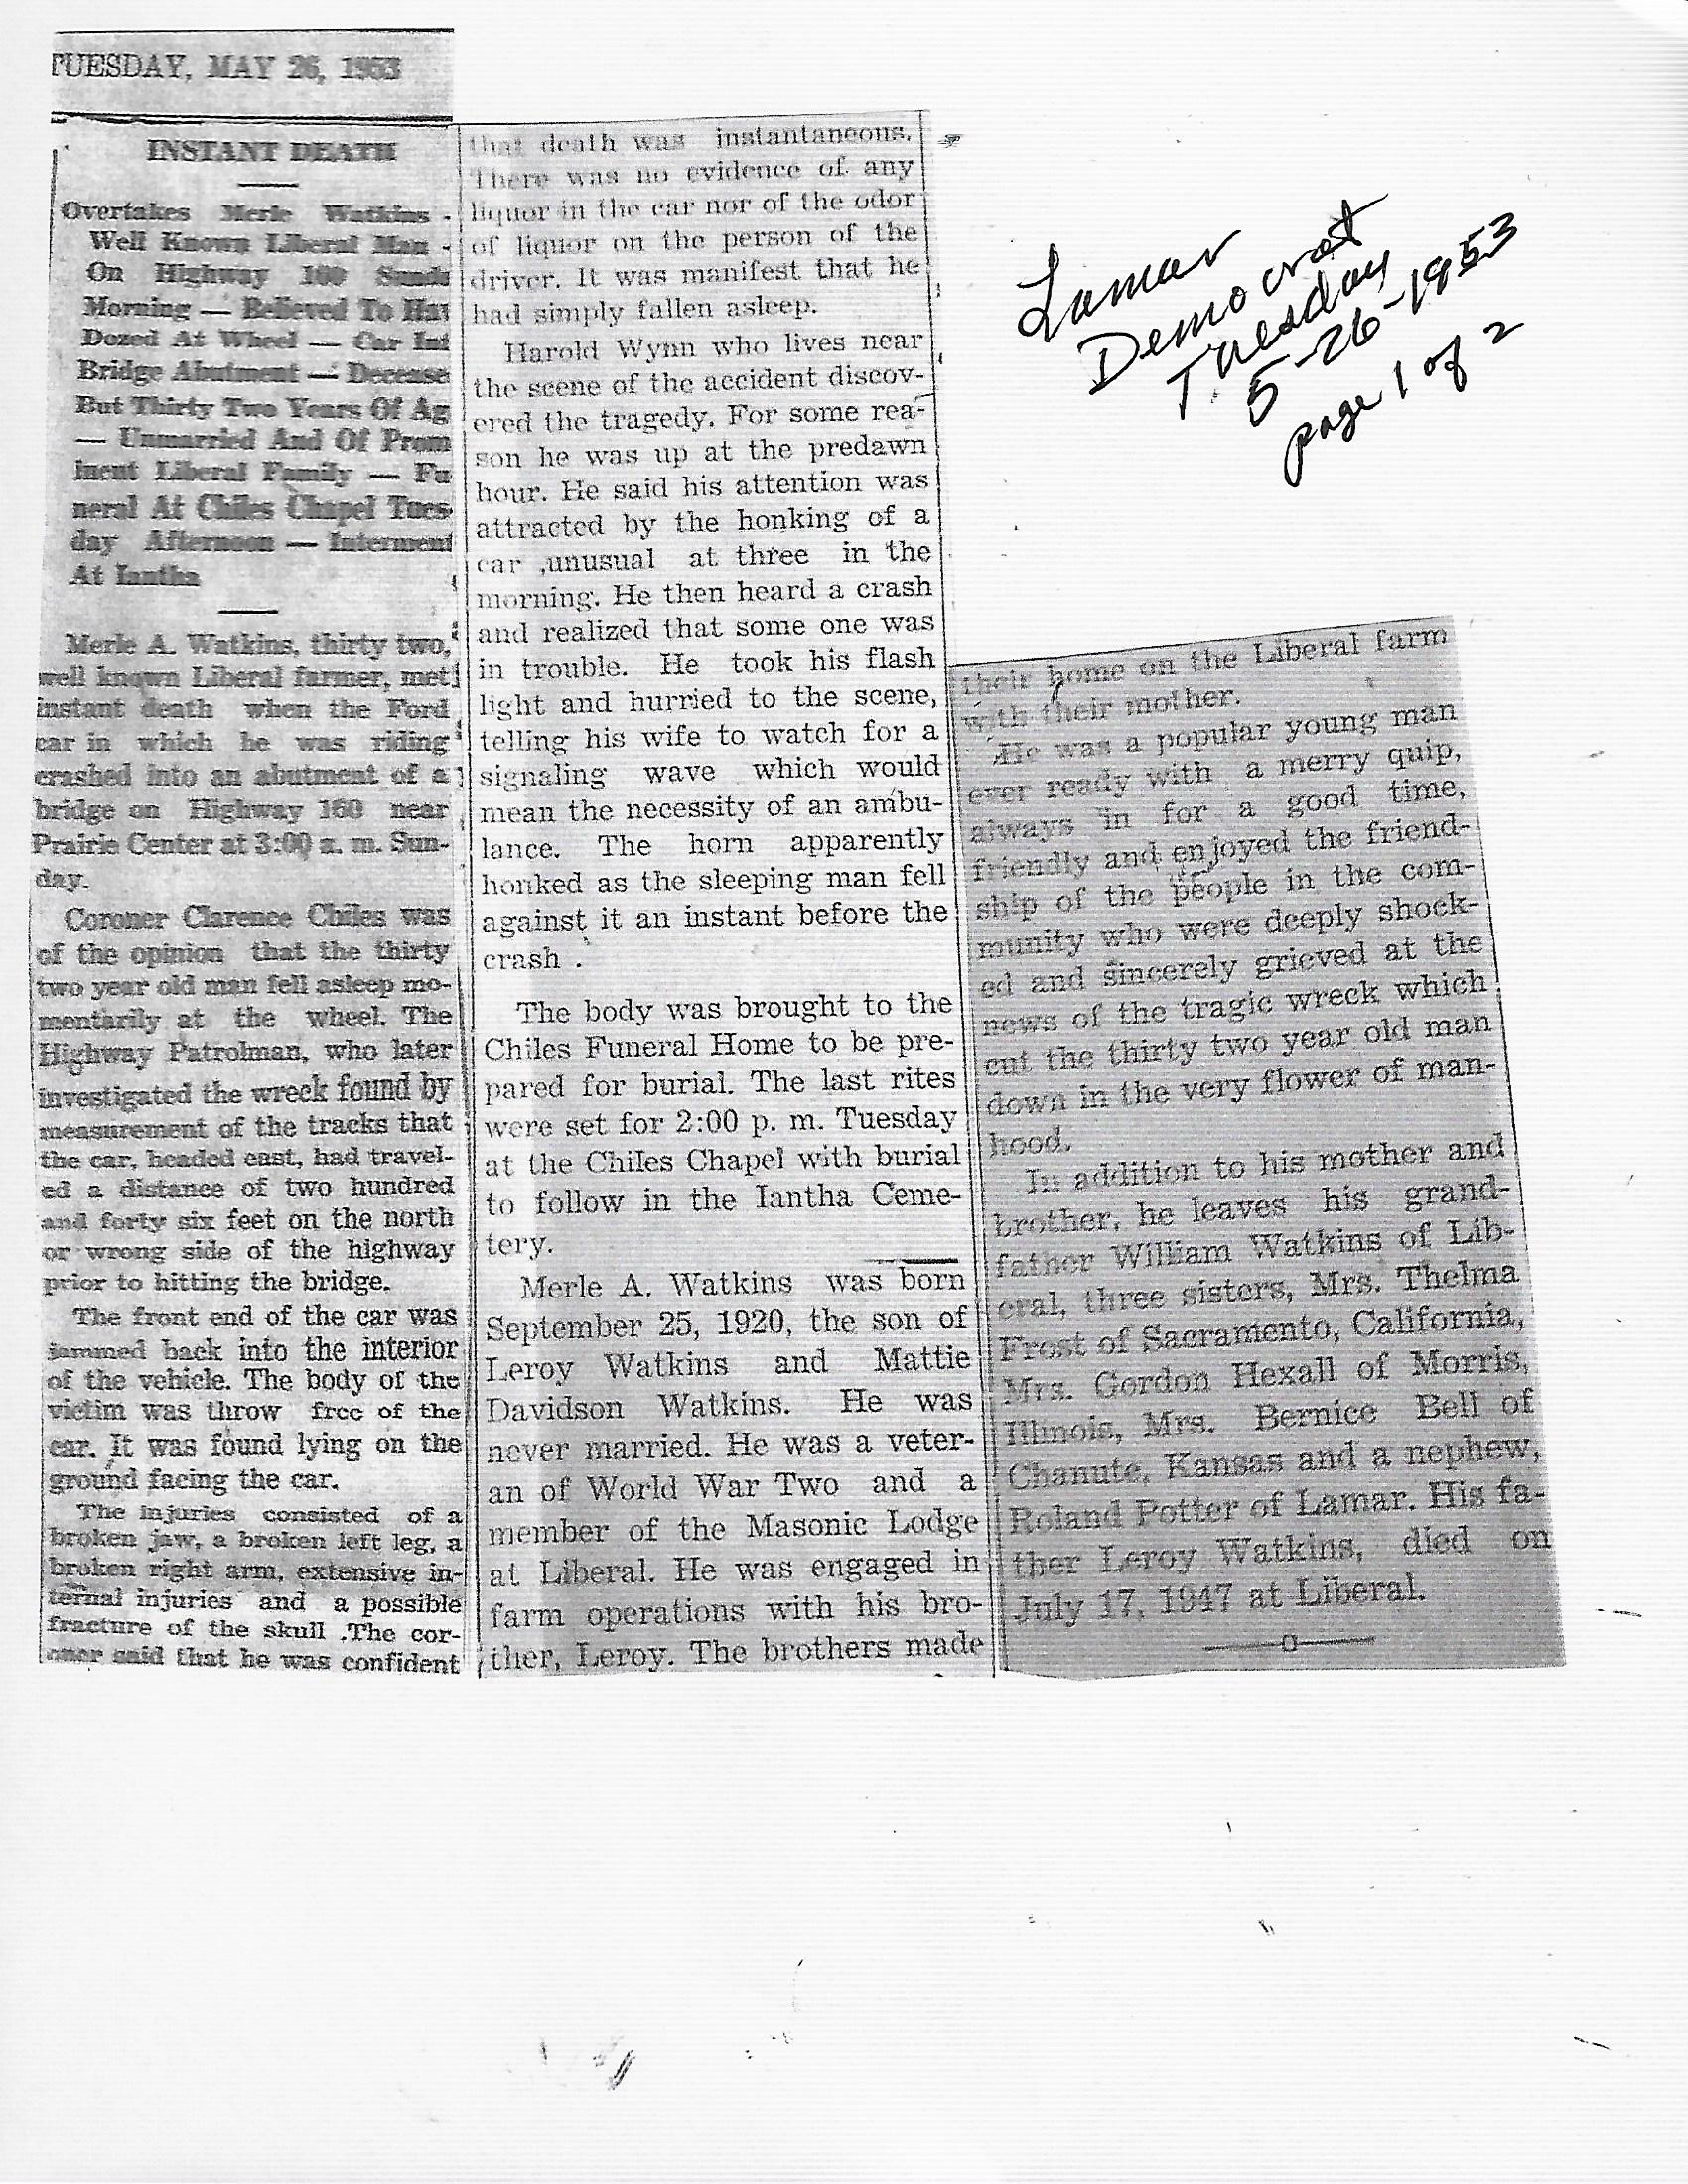 TUESDAY, MAY 26, 1953
INSTANT DEATH
Overtakes Merle Watkins -
Well Known Liberal Man -
On Highway 160 Sunda
Morning — Believed To Hav
Dozed At Wheel — Car Int
Bridge Abutment — Decease
But Thirty Two Years Of Ag
— Unmarried And Of Prom
inent Liberal Family — Fu
neral At Chiles Chapel Tues
day Afternoon — Interment
At Iantha
Merle A. Watkins, thirty two,
well known Liberal farmer, met
instant death when the Ford
car in which he was riding
crashed into an abutment of a
bridge on Highway 160 near
Prairie Center at 3:00 a. m. Sun-
day.
Coroner Clarence Chiles was
of the opinion that the thirty
two year old man fell asleep mo-
mentarily at the wheel. The
Highway Patrolman, who later
investigated the wreck found by
measurement of the tracks that
the car, headed east, had travel-
ed a distance of two hundred
and forty six feet on the north
or wrong side of the highway
prior to hitting the bridge.
The front end of the car was
jammed back into the interior
of the vehicle. The body of the
victim was throw free of the
car. It was found lying on the
ground facing the car.
The injuries consisted of a
broken jaw, a broken left leg, a
broken right arm, extensive in-
ternal injuries and a possible
fracture of the skull .The cor-
oner said that he was confident
that death was instantaneous.
There was no evidence of any
liquor in the car nor of the odor
of liquor on the person of the
driver. It was manifest that he
had simply fallen asleep.
Harold Wynn who lives near
the scene of the accident discov-
ered the tragedy. For some rea-
son he was up at the predawn
hour. He said his attention was
attracted by the honking of a
car ,unusual at three in the
morning. He then heard a crash
and realized that some one was
in trouble. He took his flash
light and hurried to the scene,
telling his wife to watch for a
signaling wave which would
mean the necessity of an ambu-
lance. The horn apparently
honked as the sleeping man fell
against it an instant before the
crash .
The body was brought to the
Chiles Funeral Home to be pre-
pared for burial. The last rites
were set for 2:00 p. m. Tuesday
at the Chiles Chapel with burial
to follow in the Iantha Ceme-
tery.
Merle A. Watkins was born
September 25, 1920, the son of
Leroy Watkins and Mattie
Davidson Watkins. He was
never married. He was a veter-
an of World War Two and a
member of the Masonic Lodge
at Liberal. He was engaged in
farm operations with his bro-
ther, Leroy. The brothers made
their home on the Liberal farm
with their mother.
He was a popular young man
ever ready with a merry quip,
always in for a good time,
friendly and enjoyed the friend-
ship of the people in the com-
munity who were deeply shock-
ed and sincerely grieved at the
news of the tragic wreck which
cut the thirty two year old man
down in the very flower of man-
hood.
In addition to his mother and
brother, he leaves his grand-
father William Watkins of Lib-
eral, three sisters, Mrs. Thelma
Frost of Sacramento, California,
Mrs. Gordon Hexall of Morris,
Illinois, Mrs. Bernice Bell of
Chanute, Kansas and a nephew,
Roland Potter of Lamar. His fa-
ther Leroy Watkins, died on
July 17, 1947 at Liberal.
Lamar
Democrat
Tuesday
5-26-1953
page 1 of 2